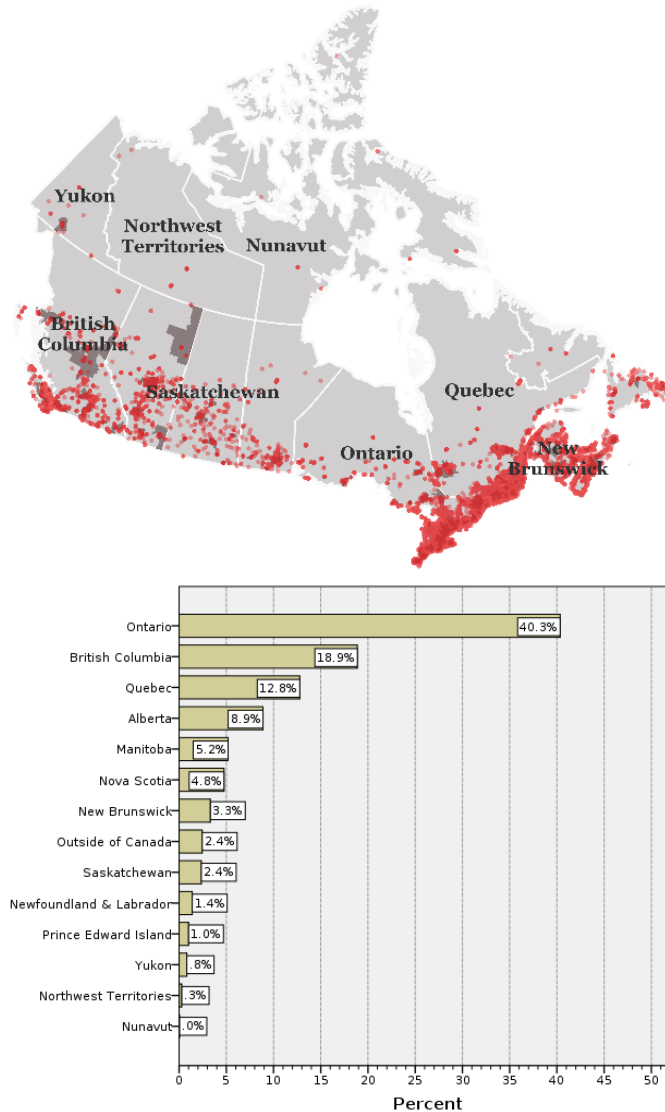 Yukon
Northwest
Territories
Nunavut
British
Columbia
Saskatchewan
Quebec
Ontario
New
Brunswick
Ontario 40.3%
British Columbia 18.9%
Quebec 12.8%
Alberta 8.9%
Manitoba 5.2%
Nova Scotia 4.8%
New Brunswick 3.3%
Outside of Canada 2.4%
Saskatchewan 2.4%
Newfoundland & Labrador 1.4%
Prince Edward Island 1.0%
Yukon .8%
Northwest Territories .3%
Nunavut .0%
0 5 10 15 20 25 30 35 40 45 50
Percent